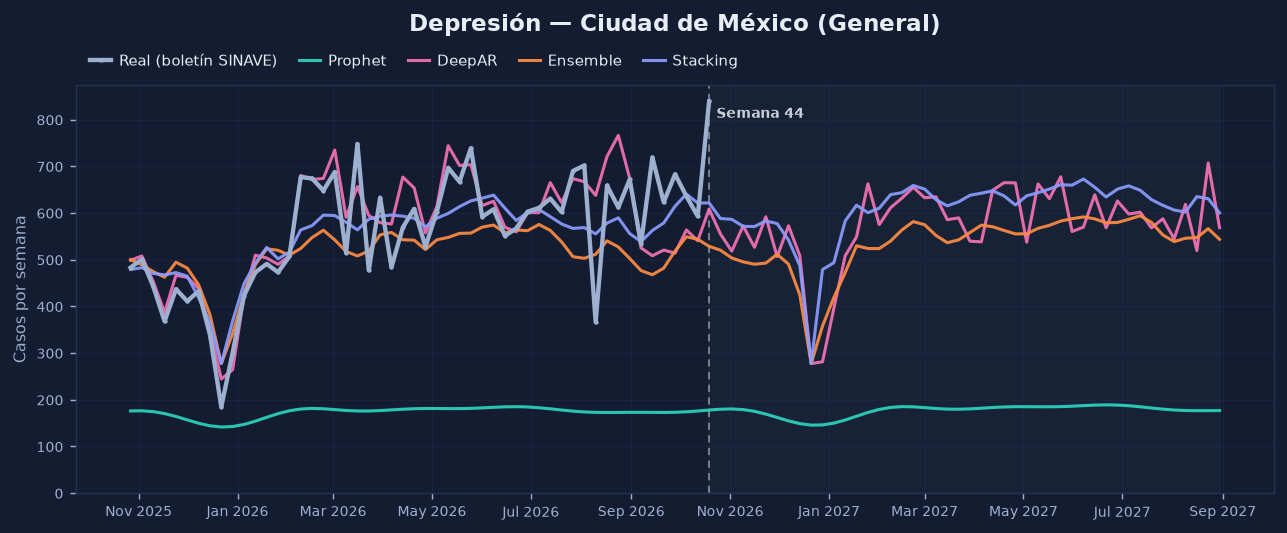 Depresión — Ciudad de México (General)
Real (boletín SINAVE) Prophet DeepAR Ensemble Stacking
Semana 44
Casos por semana
800
700
600
500
400
300
200
100
0
Nov 2025 Jan 2026 Mar 2026 May 2026 Jul 2026 Sep 2026 Nov 2026 Jan 2027 Mar 2027 May 2027 Jul 2027 Sep 2027